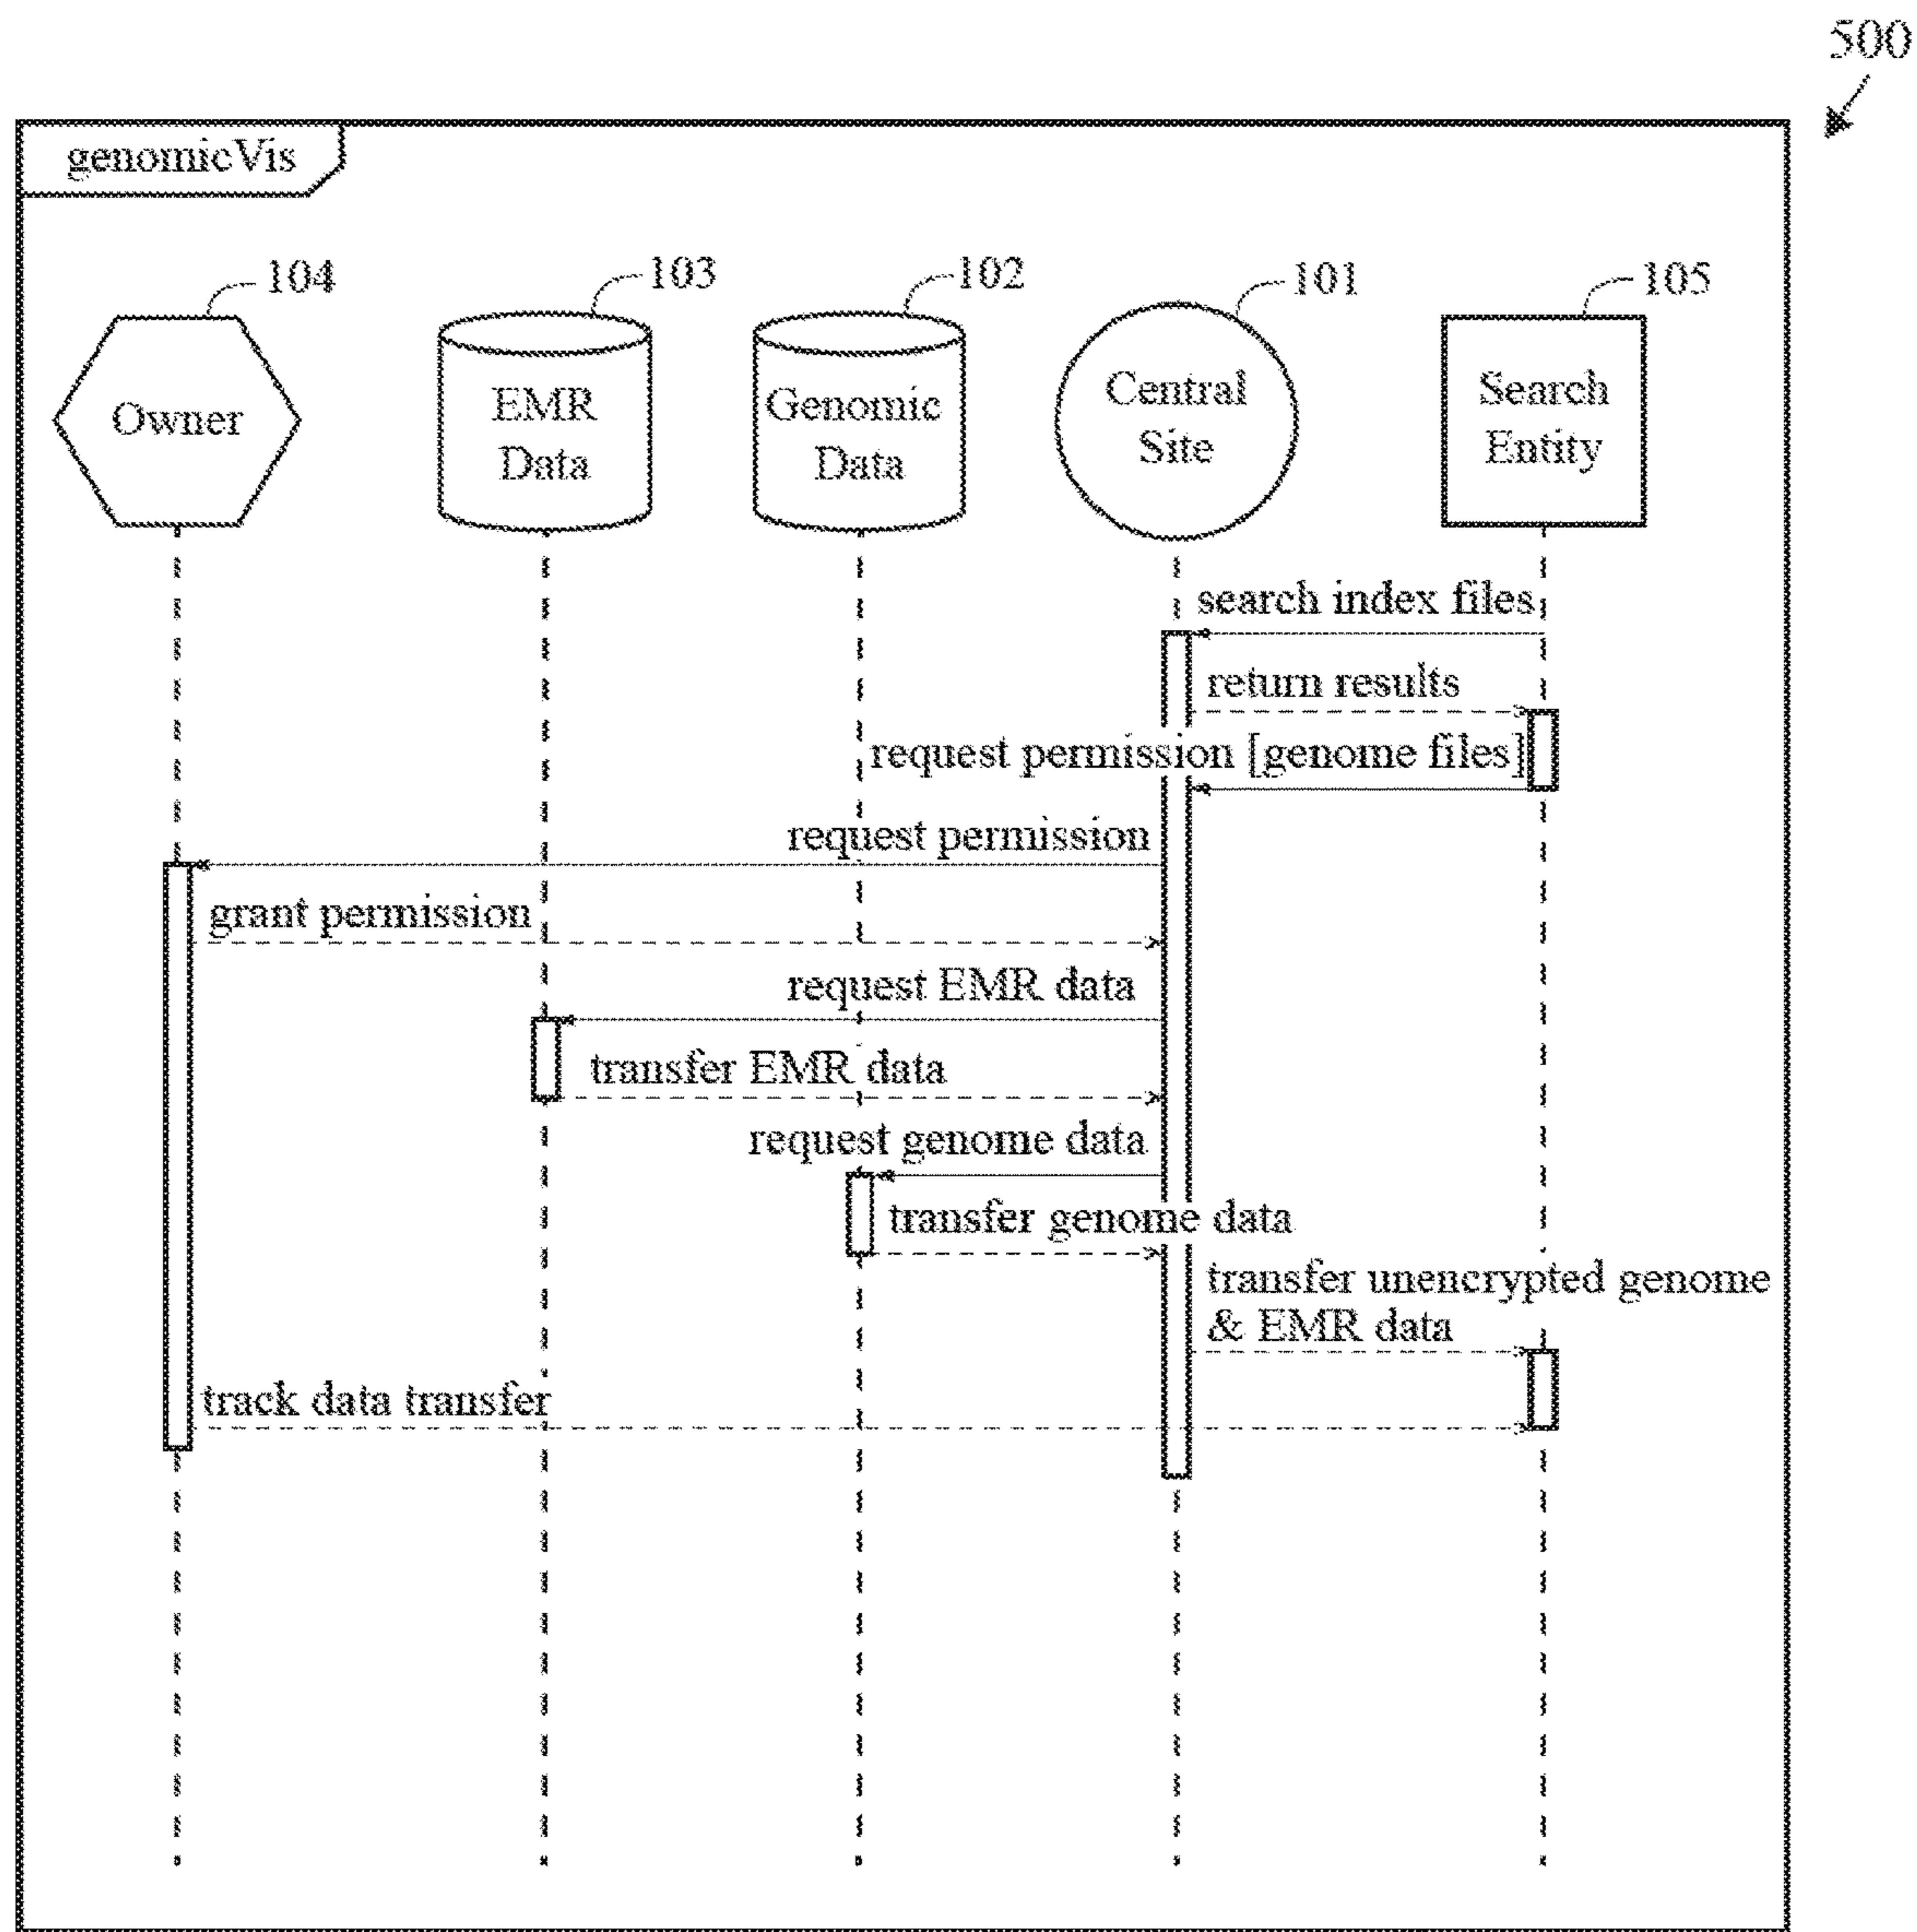 500
genomicVis
104
103
102
101
105
Owner
EMR
Data
Genomic
Data
Central
Site
Search
Entity
search index files
return results
request permission [genome files]
request permission
grant permission
request EMR data
transfer EMR data
request genome data
transfer genome data
transfer unencrypted genome
& EMR data
track data transfer